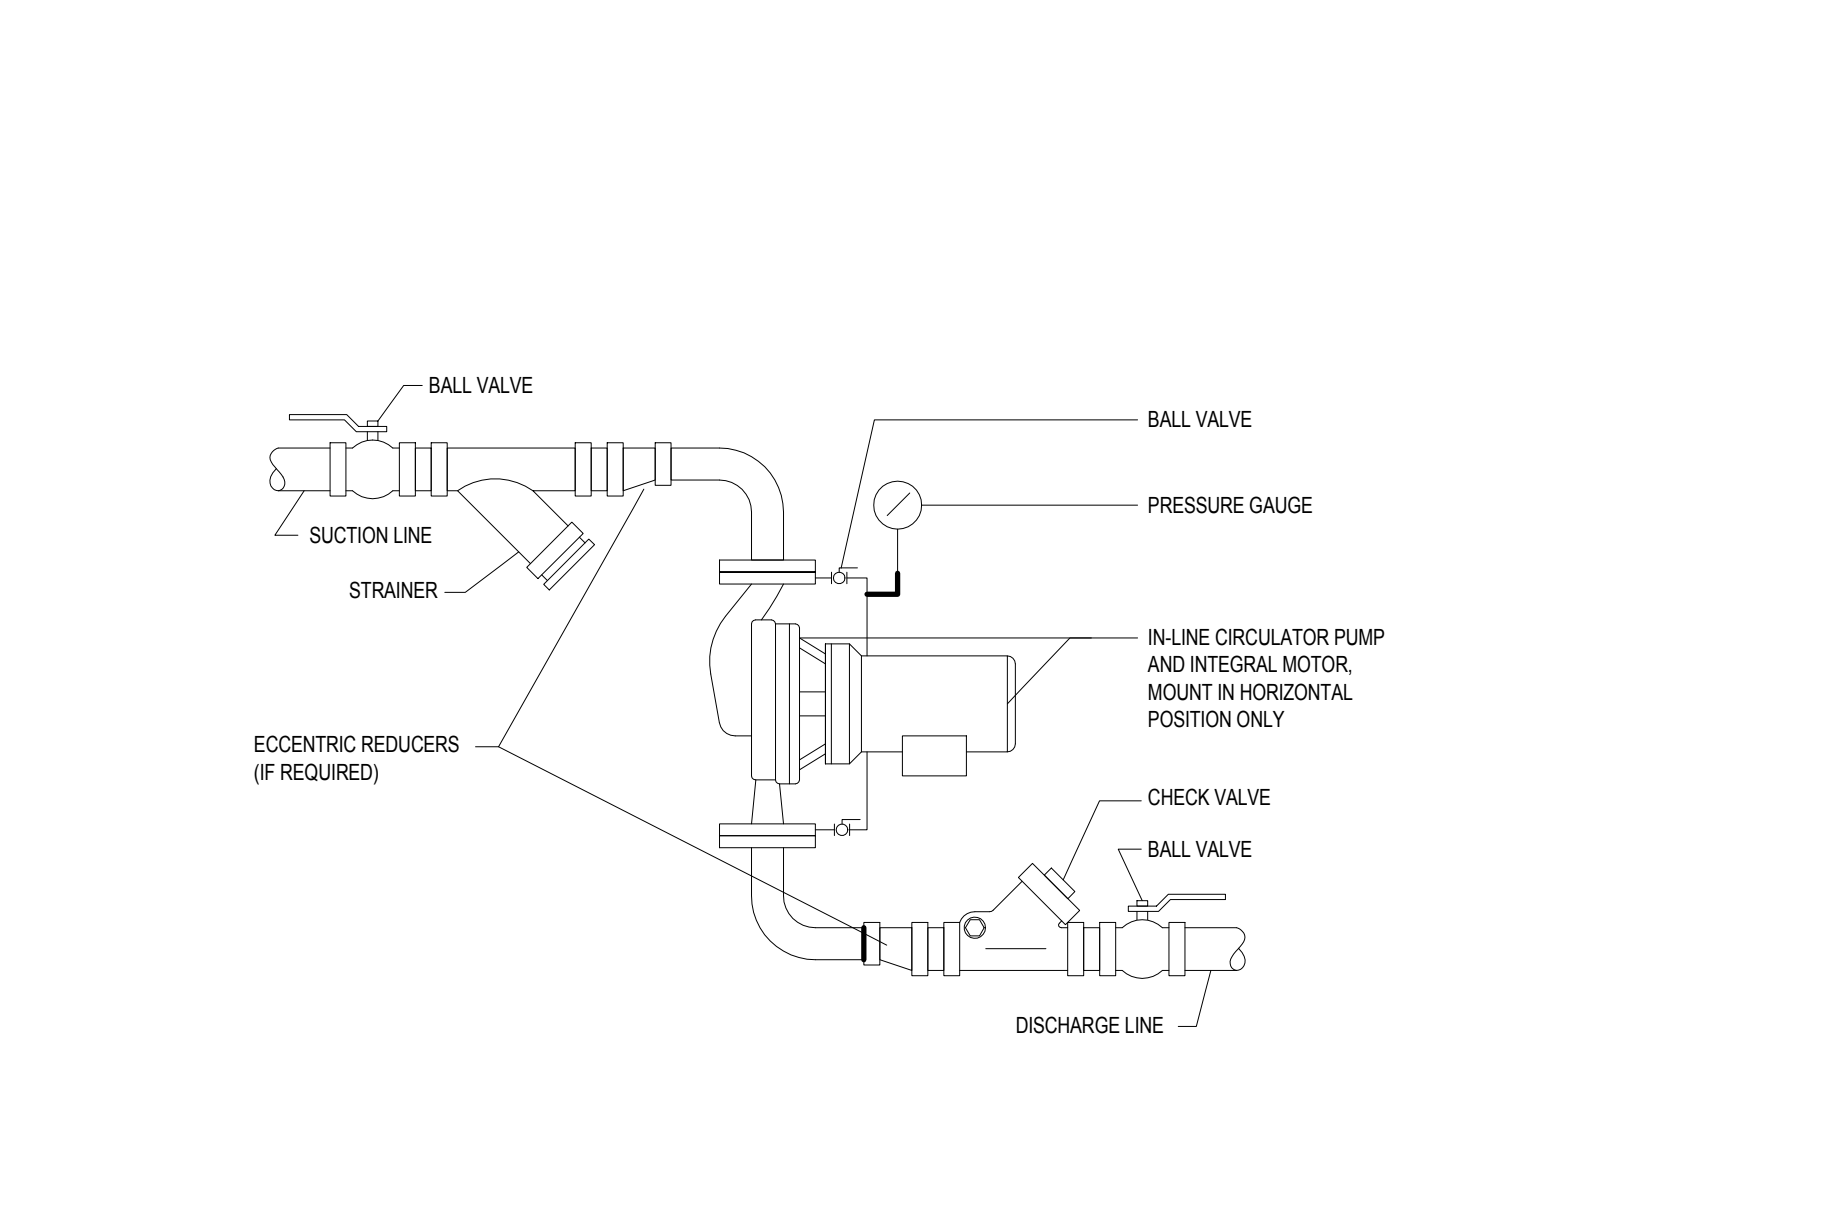 BALL VALVE
BALL VALVE
PRESSURE GAUGE
SUCTION LINE
STRAINER
IN-LINE CIRCULATOR PUMP
AND INTEGRAL MOTOR,
MOUNT IN HORIZONTAL
POSITION ONLY
ECCENTRIC REDUCERS
(IF REQUIRED)
CHECK VALVE
BALL VALVE
DISCHARGE LINE